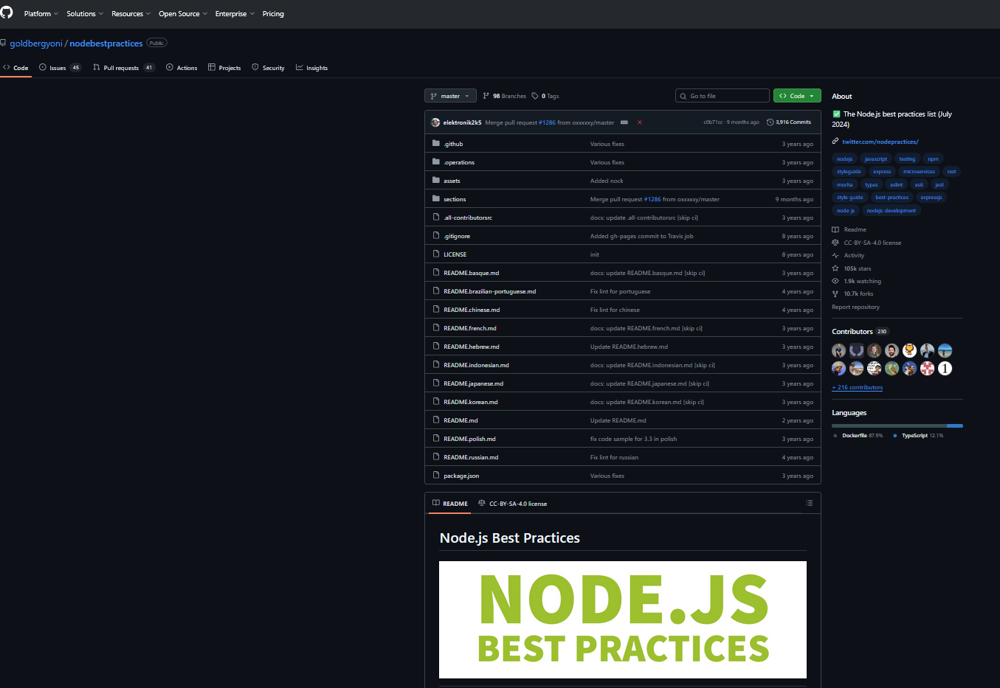 Platform Solutions Resources Open Source Enterprise Pricing
goldbergyoni / nodebestpractices Public
Code Issues 45 Pull requests 41 Actions Projects Security Insights
master 98 Branches 0 Tags Go to file Code
elektronik2k5 Merge pull request #1286 from oxxxxxy/master c0b71cc · 9 months ago 3,916 Commits
.github Various fixes 3 years ago
.operations Various fixes 3 years ago
assets Added nock 3 years ago
sections Merge pull request #1286 from oxxxxxy/master 9 months ago
.all-contributorsrc docs: update .all-contributorsrc [skip ci] 3 years ago
.gitignore Added gh-pages commit to Travis job 8 years ago
LICENSE init 8 years ago
README.basque.md docs: update README.basque.md [skip ci] 3 years ago
README.brazilian-portuguese.md Fix lint for portuguese 4 years ago
README.chinese.md Fix lint for chinese 4 years ago
README.french.md docs: update README.french.md [skip ci] 3 years ago
README.hebrew.md Update README.hebrew.md 3 years ago
README.indonesian.md docs: update README.indonesian.md [skip ci] 3 years ago
README.japanese.md docs: update README.japanese.md [skip ci] 3 years ago
README.korean.md docs: update README.korean.md [skip ci] 3 years ago
README.md Update README.md 2 years ago
README.polish.md fix code sample for 3.3 in polish 3 years ago
README.russian.md Fix lint for russian 4 years ago
package.json Various fixes 3 years ago
README CC-BY-SA-4.0 license
Node.js Best Practices
NODE.JS
BEST PRACTICES
About
✅ The Node.js best practices list (July
2024)
twitter.com/nodepractices/
nodejs javascript testing npm
styleguide express microservices rest
mocha types eslint es6 jest
style-guide best-practices expressjs
node-js nodejs-development
Readme
CC-BY-SA-4.0 license
Activity
105k stars
1.9k watching
10.7k forks
Report repository
Contributors 230
1
+ 216 contributors
Languages
Dockerfile 87.9% TypeScript 12.1%